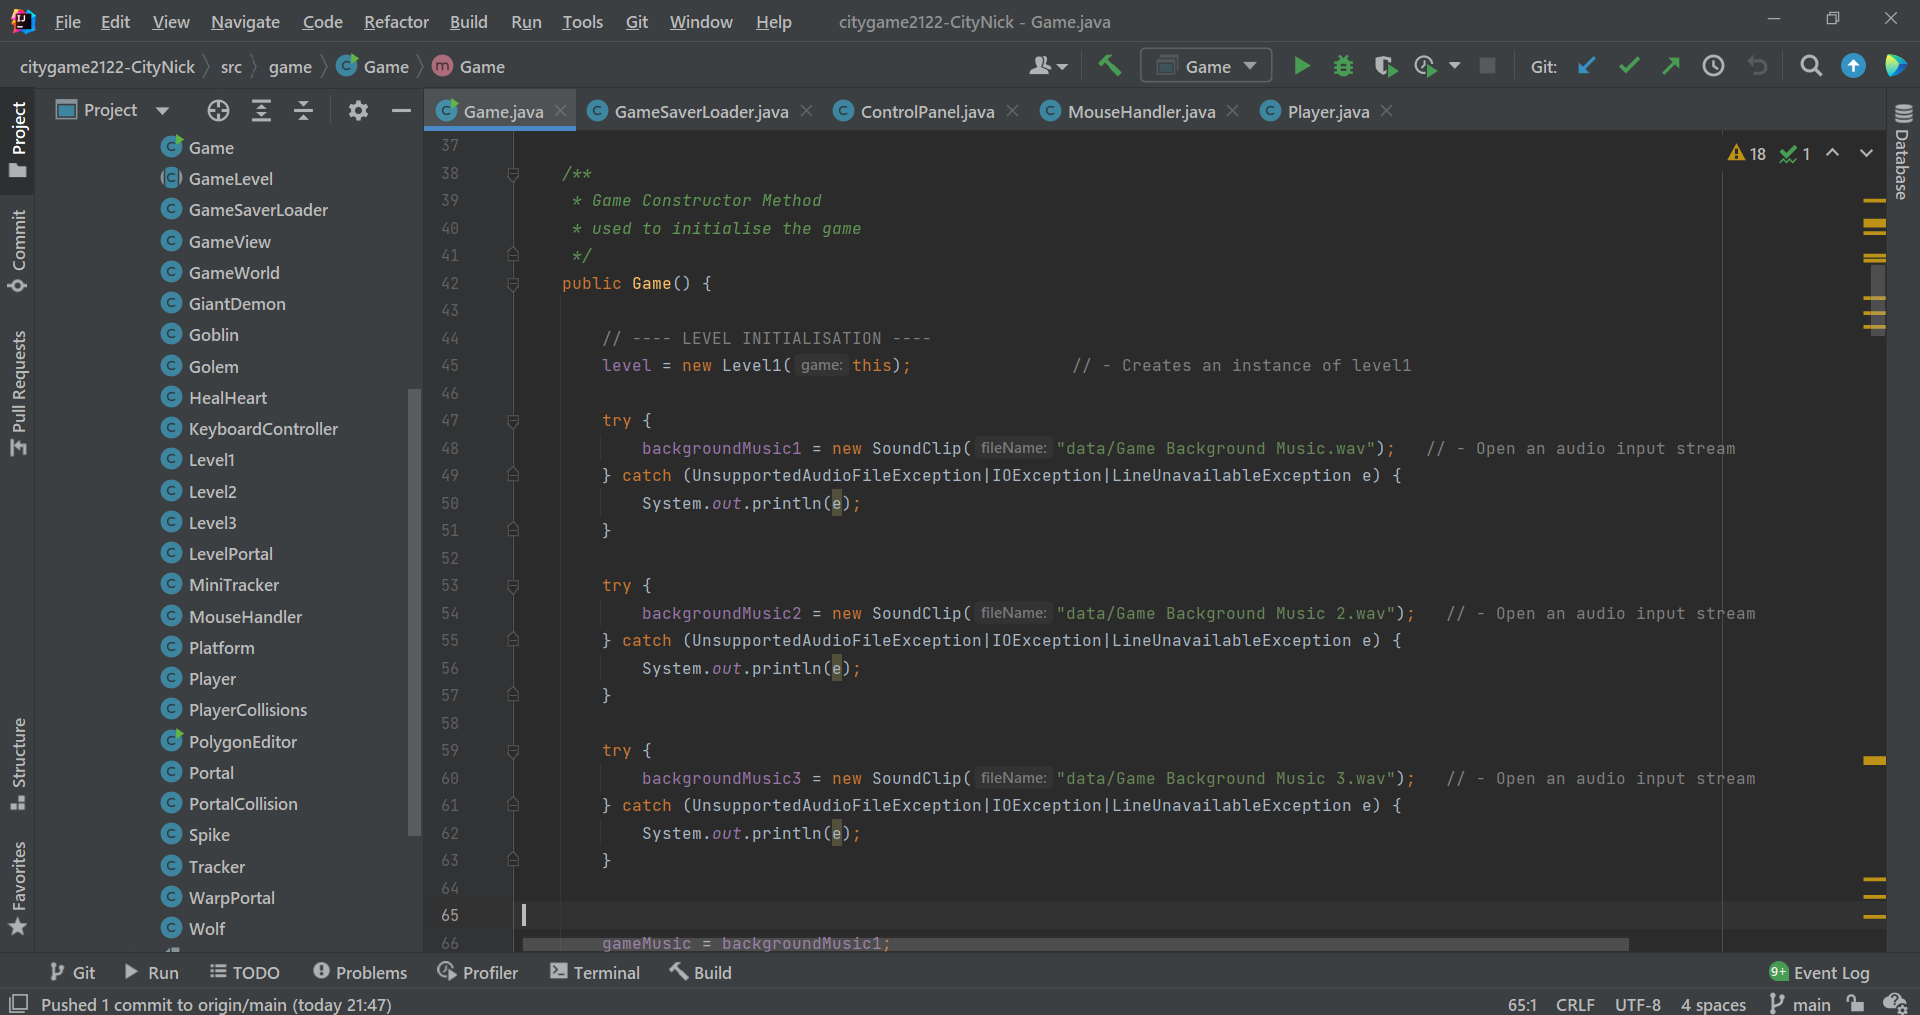 File Edit View Navigate Code Refactor Build Run Tools Git Window Help citygame2122-CityNick - Game.java
citygame2122-CityNick src game Game m Game
Game Git:
Project
Game.java GameSaverLoader.java ControlPanel.java MouseHandler.java Player.java
Project
Commit
Pull Requests
Structure
Favorites
Game
GameLevel
GameSaverLoader
GameView
GameWorld
GiantDemon
Goblin
Golem
HealHeart
KeyboardController
Level1
Level2
Level3
LevelPortal
MiniTracker
MouseHandler
Platform
Player
PlayerCollisions
PolygonEditor
Portal
PortalCollision
Spike
Tracker
WarpPortal
Wolf
18 1
Database
37
38 /**
39 * Game Constructor Method
40 * used to initialise the game
41 */
42 public Game() {
43
44 // ---- LEVEL INITIALISATION ----
45 level = new Level1( game: this); // - Creates an instance of level1
46
47 try {
48 backgroundMusic1 = new SoundClip( fileName: "data/Game Background Music.wav"); // - Open an audio input stream
49 } catch (UnsupportedAudioFileException|IOException|LineUnavailableException e) {
50 System.out.println(e);
51 }
52
53 try {
54 backgroundMusic2 = new SoundClip( fileName: "data/Game Background Music 2.wav"); // - Open an audio input stream
55 } catch (UnsupportedAudioFileException|IOException|LineUnavailableException e) {
56 System.out.println(e);
57 }
58
59 try {
60 backgroundMusic3 = new SoundClip( fileName: "data/Game Background Music 3.wav"); // - Open an audio input stream
61 } catch (UnsupportedAudioFileException|IOException|LineUnavailableException e) {
62 System.out.println(e);
63 }
64
65
66 gameMusic = backgroundMusic1;
Git Run TODO Problems Profiler Terminal Build 9+ Event Log
Pushed 1 commit to origin/main (today 21:47) 65:1 CRLF UTF-8 4 spaces main